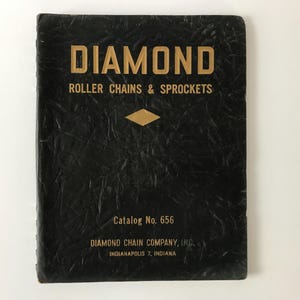 DIAMOND
ROLLER CHAINS & SPROCKETS
Catalog No. 656
DIAMOND CHAIN COMPANY, INC.
INDIANAPOLIS 7, INDIANA